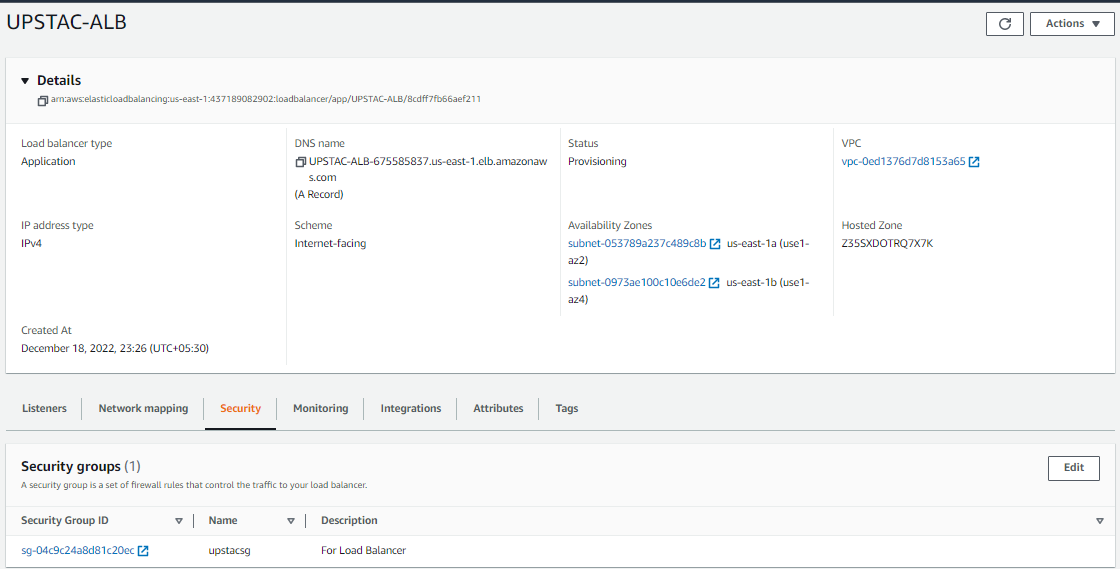 UPSTAC-ALB
Actions
Details
arn:aws:elasticloadbalancing:us-east-1:437189082902:loadbalancer/app/UPSTAC-ALB/8cdff7fb66aef211
Load balancer type
Application
DNS name
UPSTAC-ALB-675585837.us-east-1.elb.amazonaw
s.com
(A Record)
Status
Provisioning
VPC
vpc-0ed1376d7d8153a65
IP address type
IPv4
Scheme
Internet-facing
Availability Zones
subnet-053789a237c489c8b us-east-1a (use1-
az2)
subnet-0973ae100c10e6de2 us-east-1b (use1-
az4)
Hosted Zone
Z35SXDOTRQ7X7K
Created At
December 18, 2022, 23:26 (UTC+05:30)
Listeners Network mapping Security Monitoring Integrations Attributes Tags
Security groups (1)
Edit
A security group is a set of firewall rules that control the traffic to your load balancer.
Security Group ID Name Description
sg-04c9c24a8d81c20ec upstacsg For Load Balancer